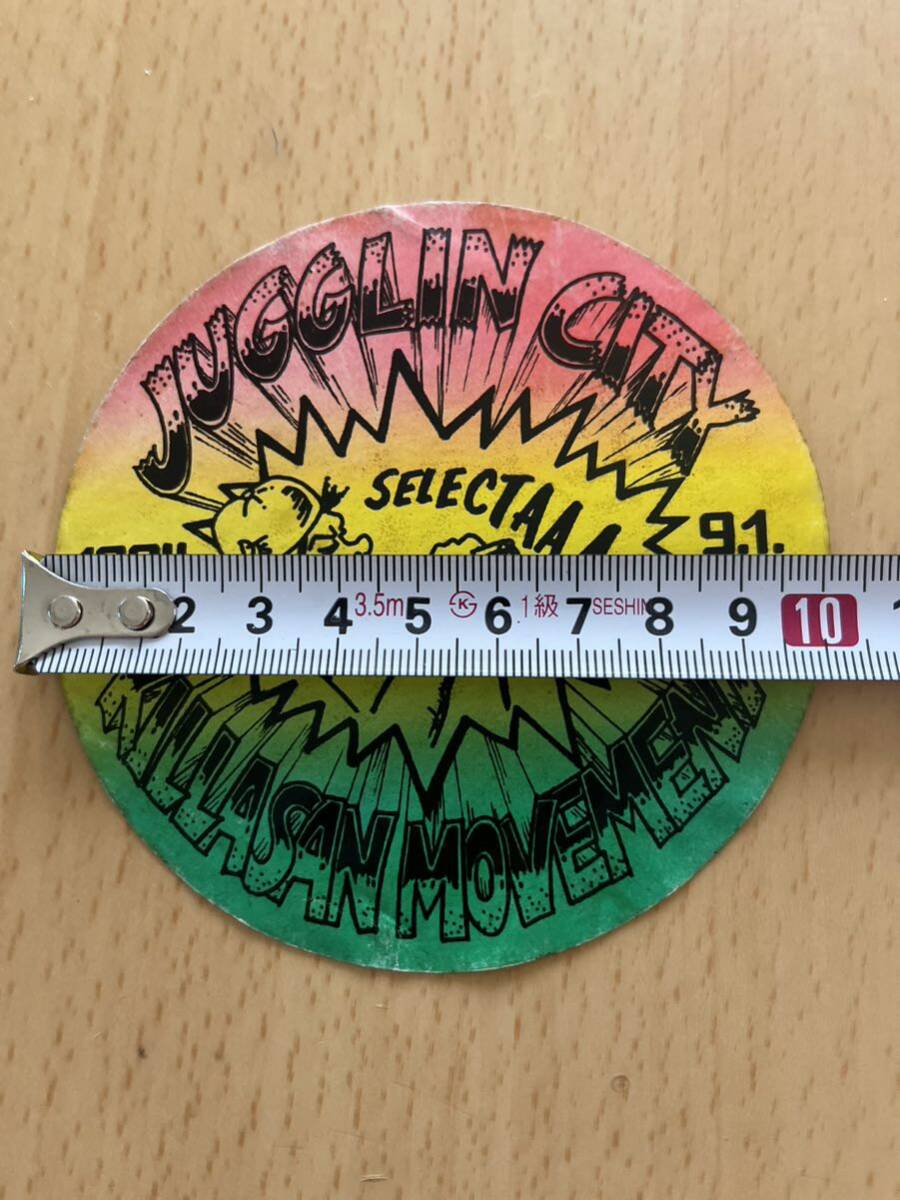 JUGGLIN CITY
SELECTAAA
9.1.
2 3 4 3.5m 5 K 6 1級 7 SESHIN 8 9 10
KILLASAN MOVEMENT